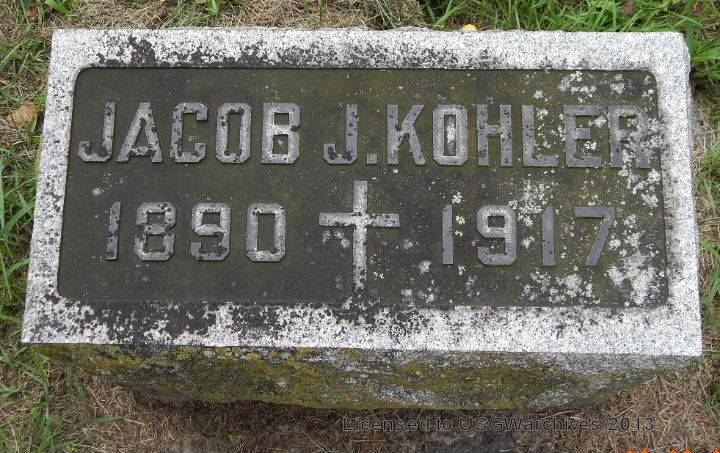 JACOB J. KOHLER
1890 1917
Licensed to USGWarchives 2013